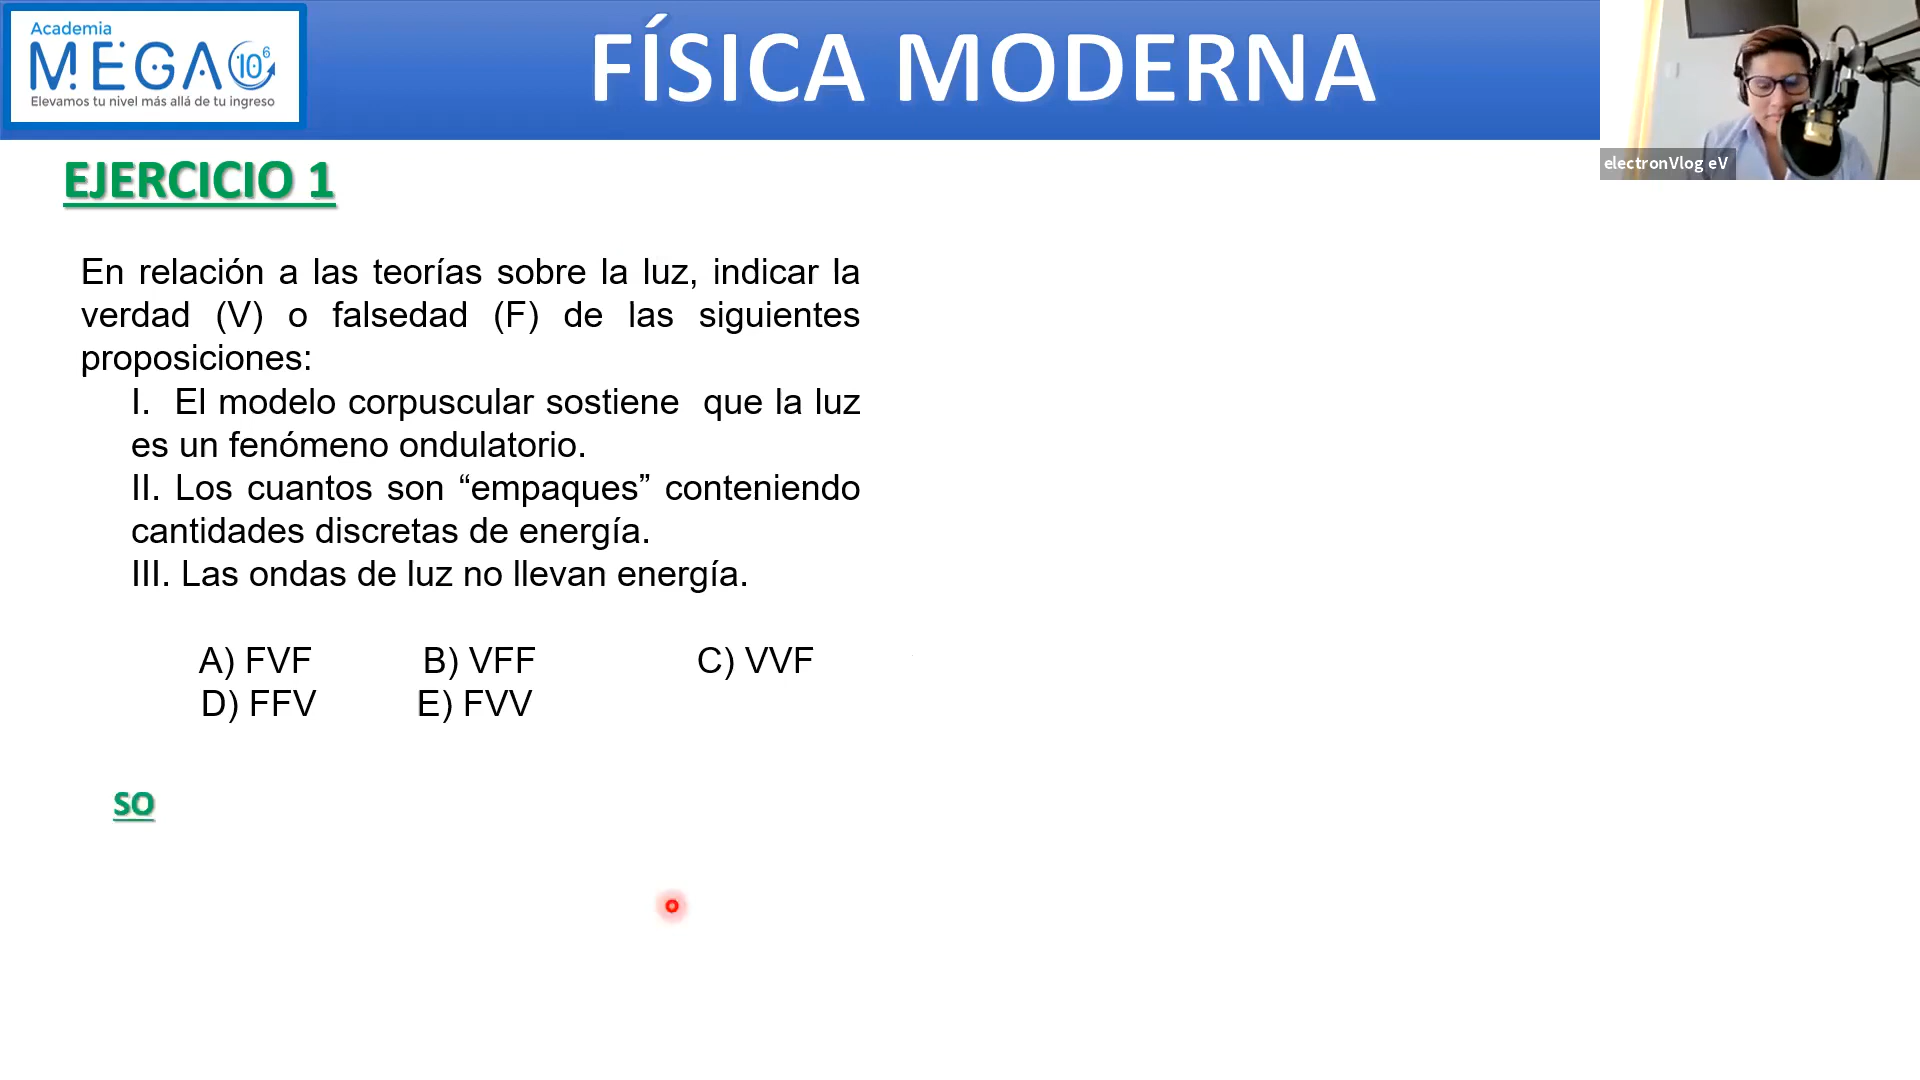 Academia
MEGA 10⁶
Elevamos tu nivel más allá de tu ingreso
FÍSICA MODERNA
electronVlog eV
EJERCICIO 1
En relación a las teorías sobre la luz, indicar la
verdad (V) o falsedad (F) de las siguientes
proposiciones:
I. El modelo corpuscular sostiene que la luz
es un fenómeno ondulatorio.
II. Los cuantos son “empaques” conteniendo
cantidades discretas de energía.
III. Las ondas de luz no llevan energía.
A) FVF B) VFF C) VVF
D) FFV E) FVV
SO